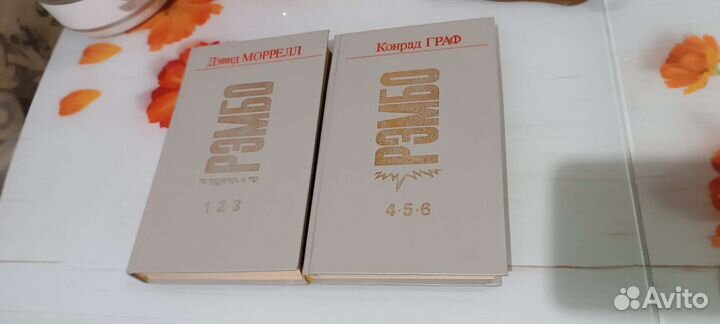 Дэвид МОРРЕЛЛ
РЭМБО
1·2·3
Конрад ГРАФ
РЭМБО
4·5·6
Avito